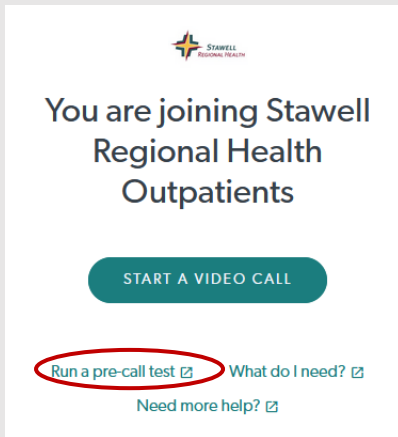 STAWELL
REGIONAL HEALTH
You are joining Stawell
Regional Health
Outpatients
START A VIDEO CALL
Run a pre-call test What do I need?
Need more help?